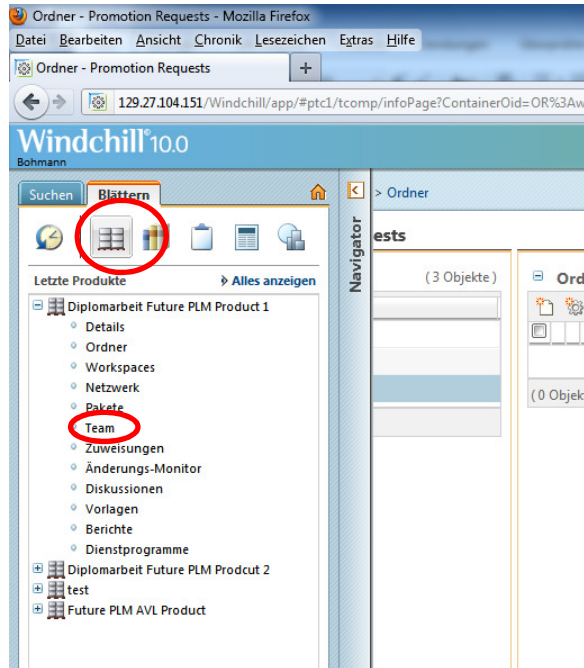 Ordner - Promotion Requests - Mozilla Firefox
Datei Bearbeiten Ansicht Chronik Lesezeichen Extras Hilfe
Ordner - Promotion Requests +
129.27.104.151/Windchill/app/#ptc1/tcomp/infoPage?ContainerOid=OR%3Aw
Windchill® 10.0
Bohmann
Suchen Blättern
> Ordner
ests
Navigator
Letzte Produkte Alles anzeigen
(3 Objekte)
Ord
Diplomarbeit Future PLM Product 1
Details
Ordner
Workspaces
Netzwerk
(0 Objek
Pakete
Team
Zuweisungen
Änderungs-Monitor
Diskussionen
Vorlagen
Berichte
Dienstprogramme
Diplomarbeit Future PLM Prodcut 2
test
Future PLM AVL Product